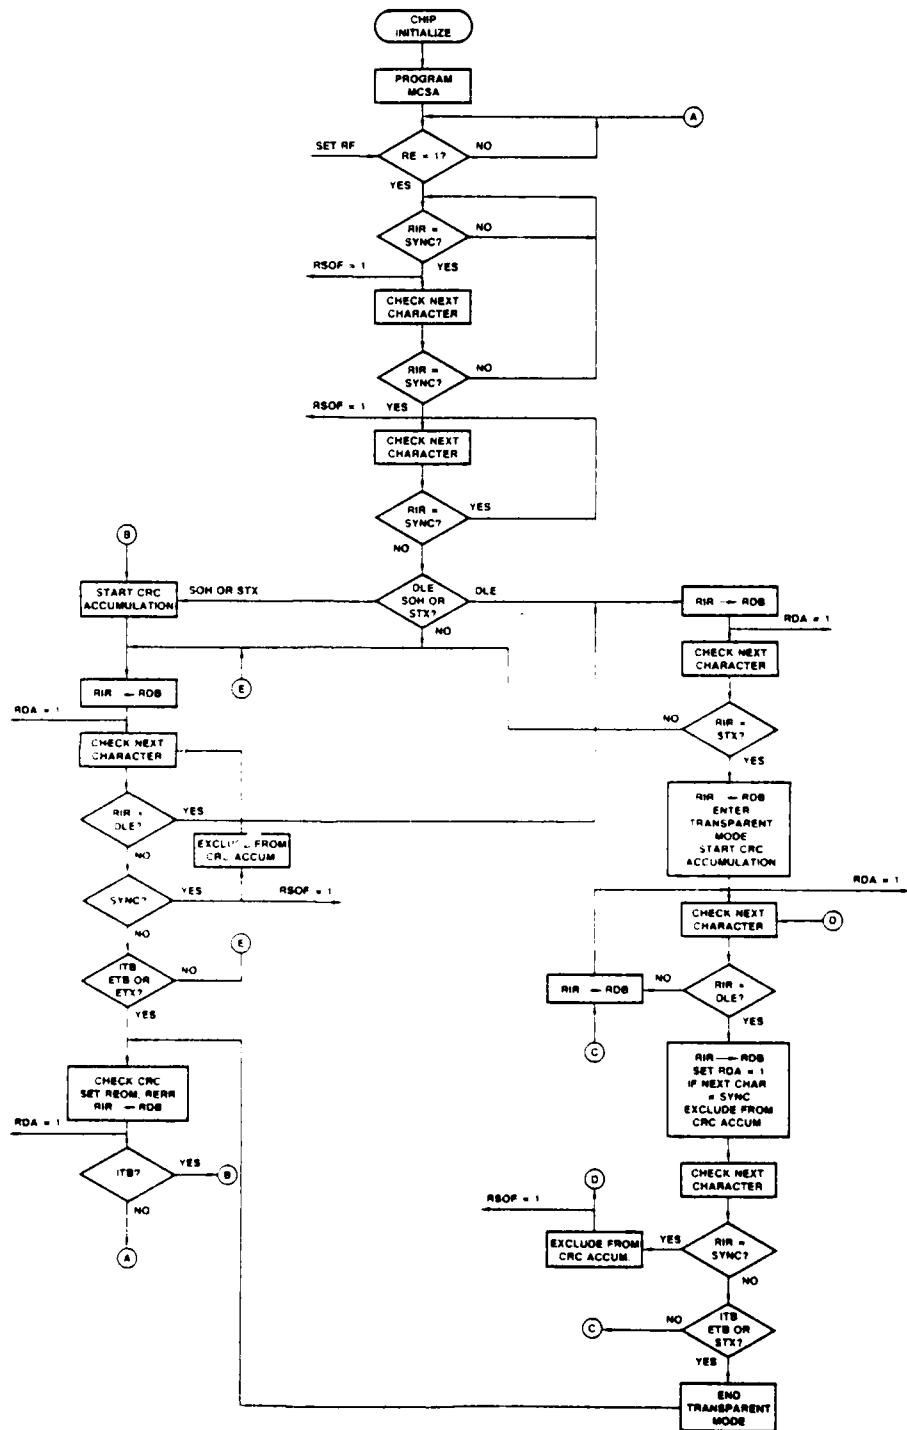 CHIP
INITIALIZE
PROGRAM
MCSA
A
SET RF
RE = 1?
NO
YES
RIR =
SYNC?
NO
YES
RSOF = 1
CHECK NEXT
CHARACTER
RIR =
SYNC?
NO
YES
RSOF = 1
CHECK NEXT
CHARACTER
RIR =
SYNC?
YES
NO
B
START CRC
ACCUMULATION
SOH OR STX
DLE
SOH OR
STX?
DLE
NO
RIR → RDB
RDA = 1
CHECK NEXT
CHARACTER
E
RIR → RDB
RDA = 1
CHECK NEXT
CHARACTER
NO
RIR =
STX?
YES
RIR =
DLE?
YES
NO
EXCLUDE FROM
CRC ACCUM
RIR → RDB
ENTER
TRANSPARENT
MODE
START CRC
ACCUMULATION
SYNC?
YES
RSOF = 1
NO
RDA = 1
CHECK NEXT
CHARACTER
D
E
ITB
ETB OR
ETX?
NO
YES
RIR → RDB
NO
RIR =
DLE?
YES
C
CHECK CRC
SET REOM, RERR
RIR → RDB
RIR → RDB
SET RDA = 1
IF NEXT CHAR
= SYNC
EXCLUDE FROM
CRC ACCUM
RDA = 1
ITB?
YES
B
NO
A
CHECK NEXT
CHARACTER
D
RSOF = 1
EXCLUDE FROM
CRC ACCUM.
YES
RIR =
SYNC?
NO
C
NO
ITB
ETB OR
STX?
YES
END
TRANSPARENT
MODE